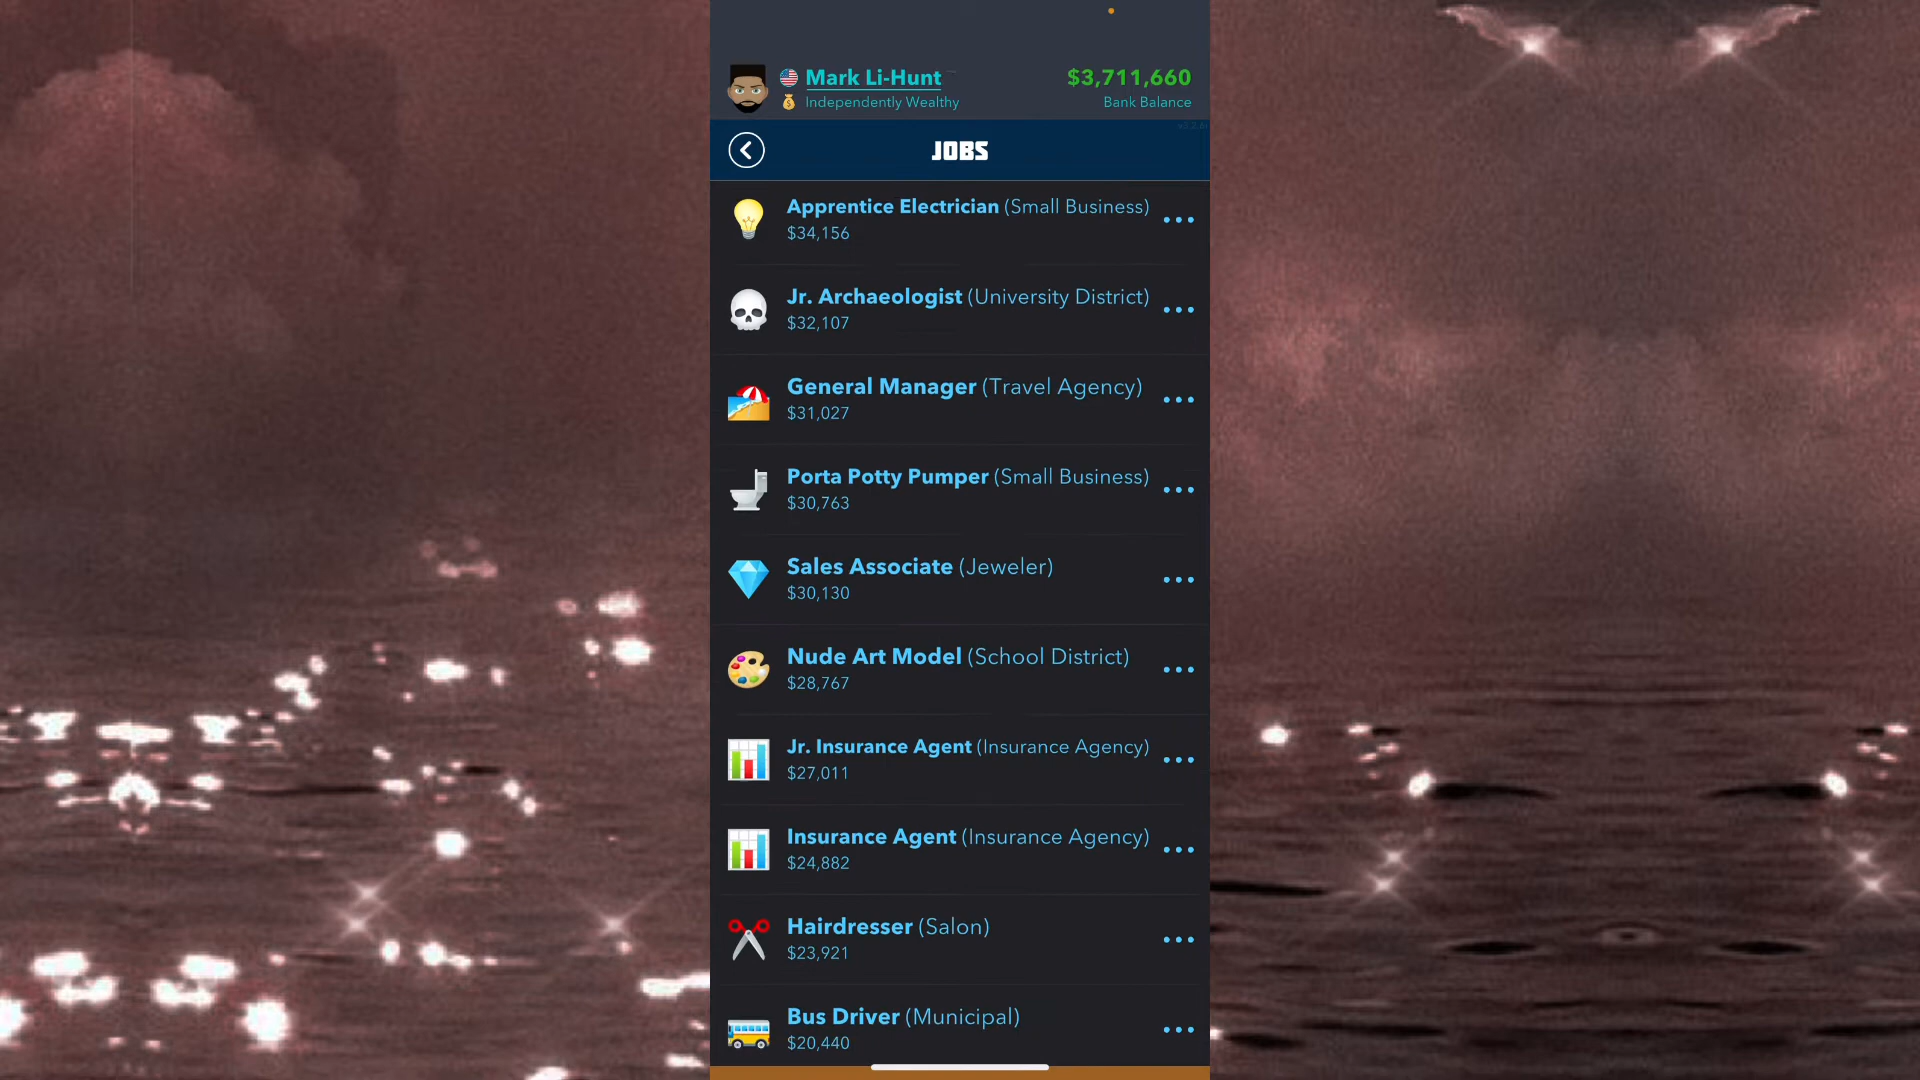 Mark Li-Hunt
$3,711,660
Independently Wealthy
Bank Balance
JOBS
Apprentice Electrician (Small Business)
$34,156
Jr. Archaeologist (University District)
$32,107
General Manager (Travel Agency)
$31,027
Porta Potty Pumper (Small Business)
$30,763
Sales Associate (Jeweler)
$30,130
Nude Art Model (School District)
$28,767
Jr. Insurance Agent (Insurance Agency)
$27,011
Insurance Agent (Insurance Agency)
$24,882
Hairdresser (Salon)
$23,921
Bus Driver (Municipal)
$20,440